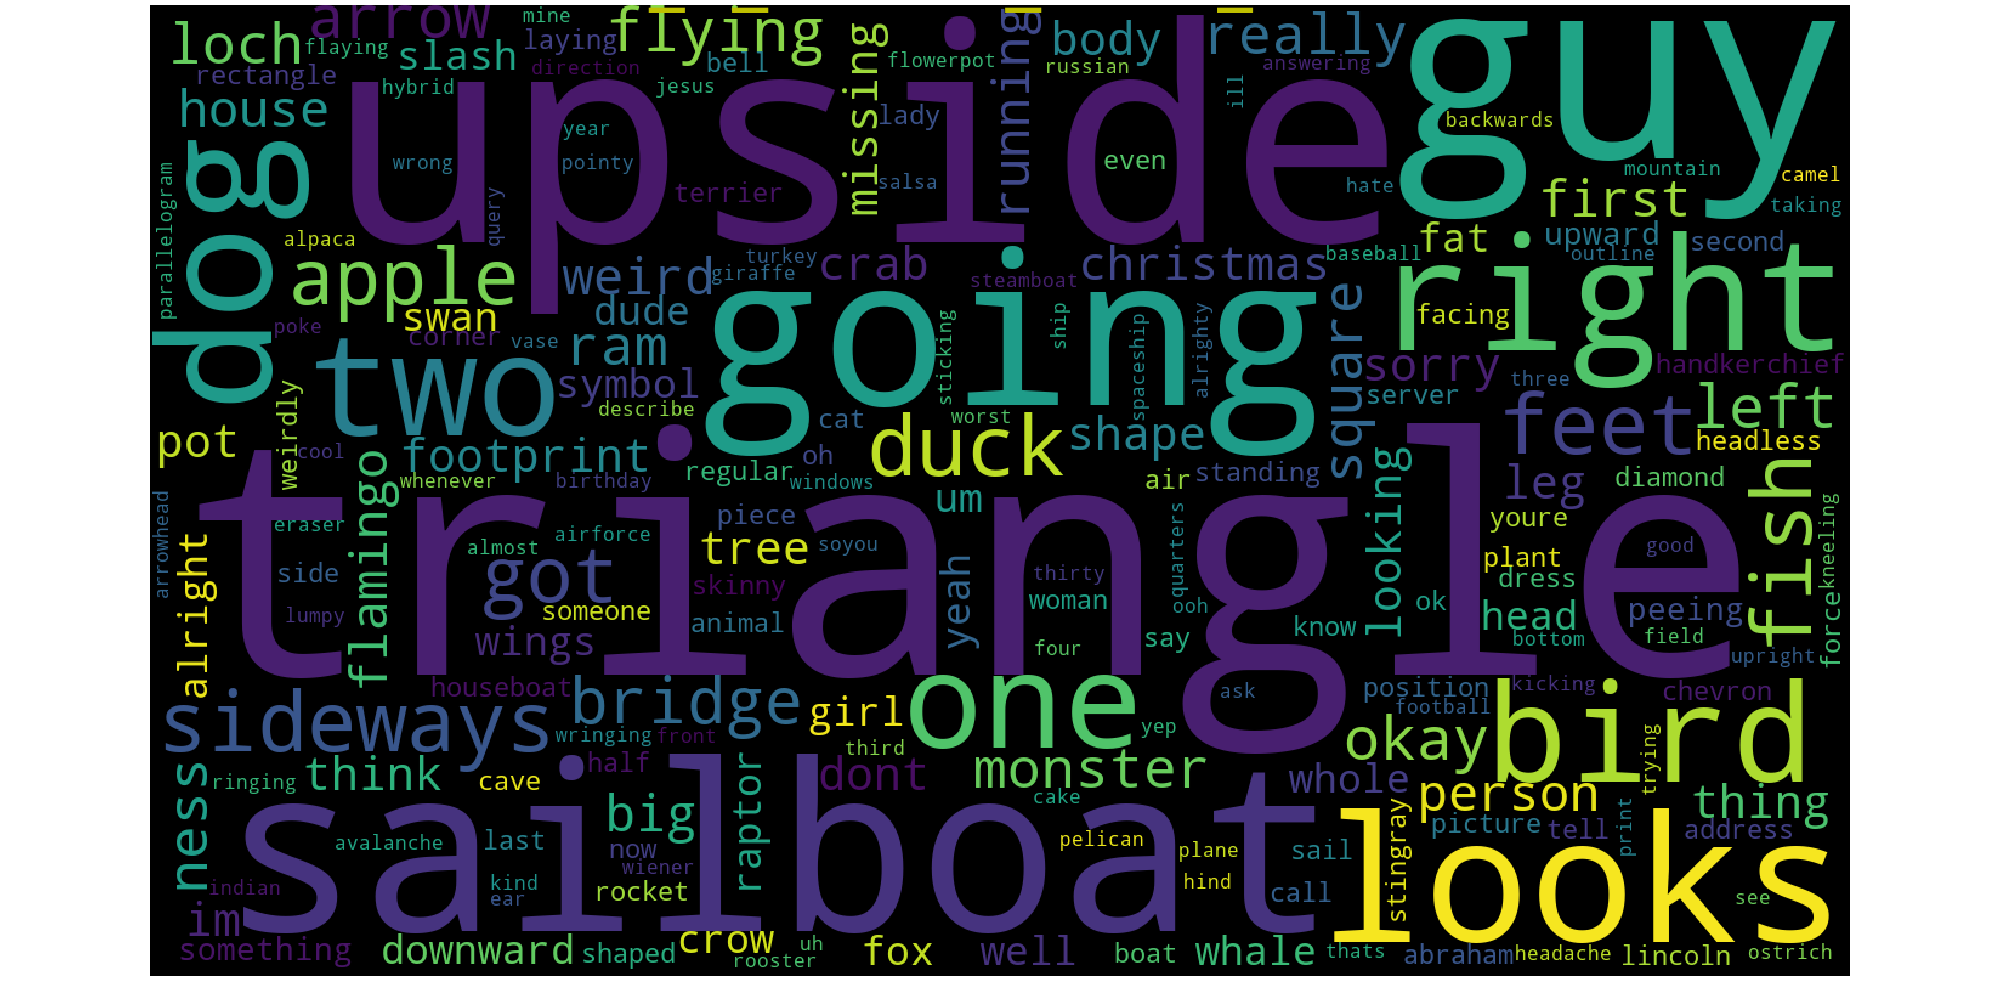 mine
arrow
flying
guy
loch
flaying
slash
laying
bell
flowerpot
running
body
really
rectangle
direction
russian
answering
hybrid
jesus
missing
ill
house
upside
lady
backwards
year
dog
wrong
pointy
even
mountain
camel
parallelogram
terrier
salsa
hate
first
taking
query
alpaca
fat
upward
second
apple
weird
turkey
giraffe
crab
steamboat
christmas
baseball
outline
right
swan
dude
going
square
facing
poke
corner
vase
ram
sticking
ship
spaceship
alrighty
sorry
handkerchief
two
symbol
server
three
weirdly
describe
cat
worst
duck
shape
feet
left
pot
cool
footprint
oh
headless
flamingo
whenever
birthday
regular
windows
air
standing
looking
leg
diamond
fish
arrowhead
triangle
um
piece
youre
eraser
airforce
tree
soyou
quarters
good
almost
alright
side
got
skinny
yeah
thirty
plant
dress
kneeling
lumpy
someone
woman
ooh
ok
head
peeing
force
wings
animal
four
say
know
bottom
field
upright
houseboat
one
ask
position
kicking
chevron
sideways
bridge
girl
football
bird
wringing
front
third
yep
okay
trying
ness
ringing
think
cave
half
raptor
dont
monster
whole
person
thing
sailboat
big
cake
looks
avalanche
last
now
pelican
plane
sail
stingray
picture
tell
print
address
indian
kind
wiener
rocket
hind
call
ear
see
im
something
downward
shaped
crow
uh
rooster
fox
well
boat
whale
thats
abraham
headache
lincoln
ostrich